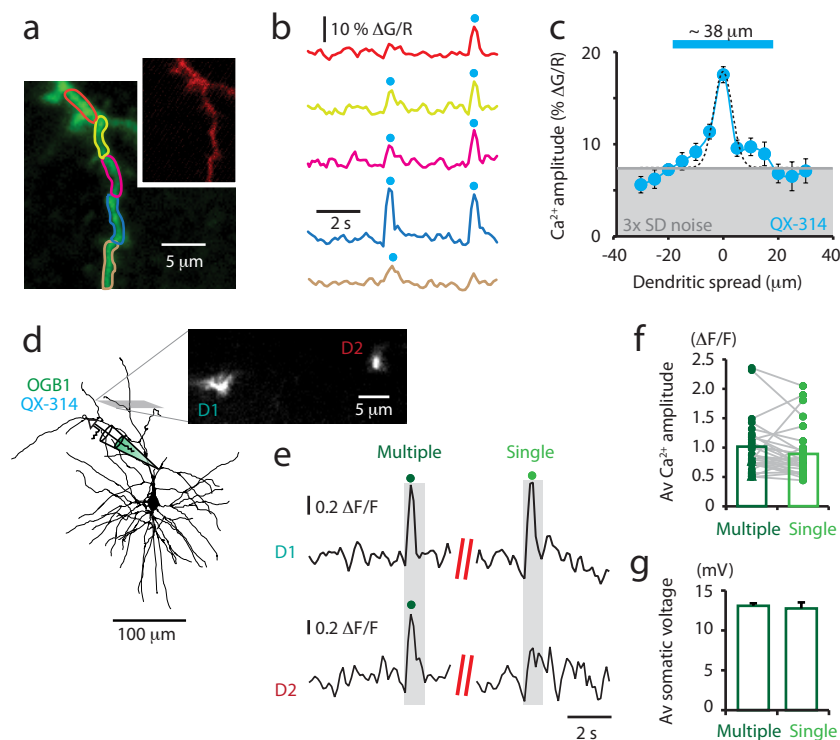 a
5 µm
b
10 % ΔG/R
2 s
c
~ 38 µm
Ca2+ amplitude (% ΔG/R)
20
10
0
3x SD noise
QX-314
-40
-20
0
20
40
Dendritic spread (µm)
d
OGB1
QX-314
D1
D2
5 µm
100 µm
e
Multiple
Single
0.2 ΔF/F
D1
0.2 ΔF/F
D2
2 s
f
(ΔF/F)
Av Ca2+ amplitude
2.5
2.0
1.5
1.0
0.5
0
Multiple
Single
g
(mV)
Av somatic voltage
15
10
5
0
Multiple
Single